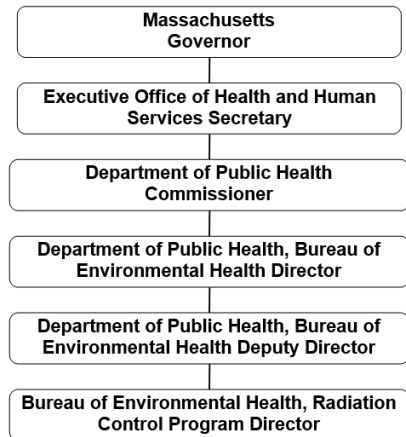 Massachusetts
Governor
Executive Office of Health and Human
Services Secretary
Department of Public Health
Commissioner
Department of Public Health, Bureau of
Environmental Health Director
Department of Public Health, Bureau of
Environmental Health Deputy Director
Bureau of Environmental Health, Radiation
Control Program Director